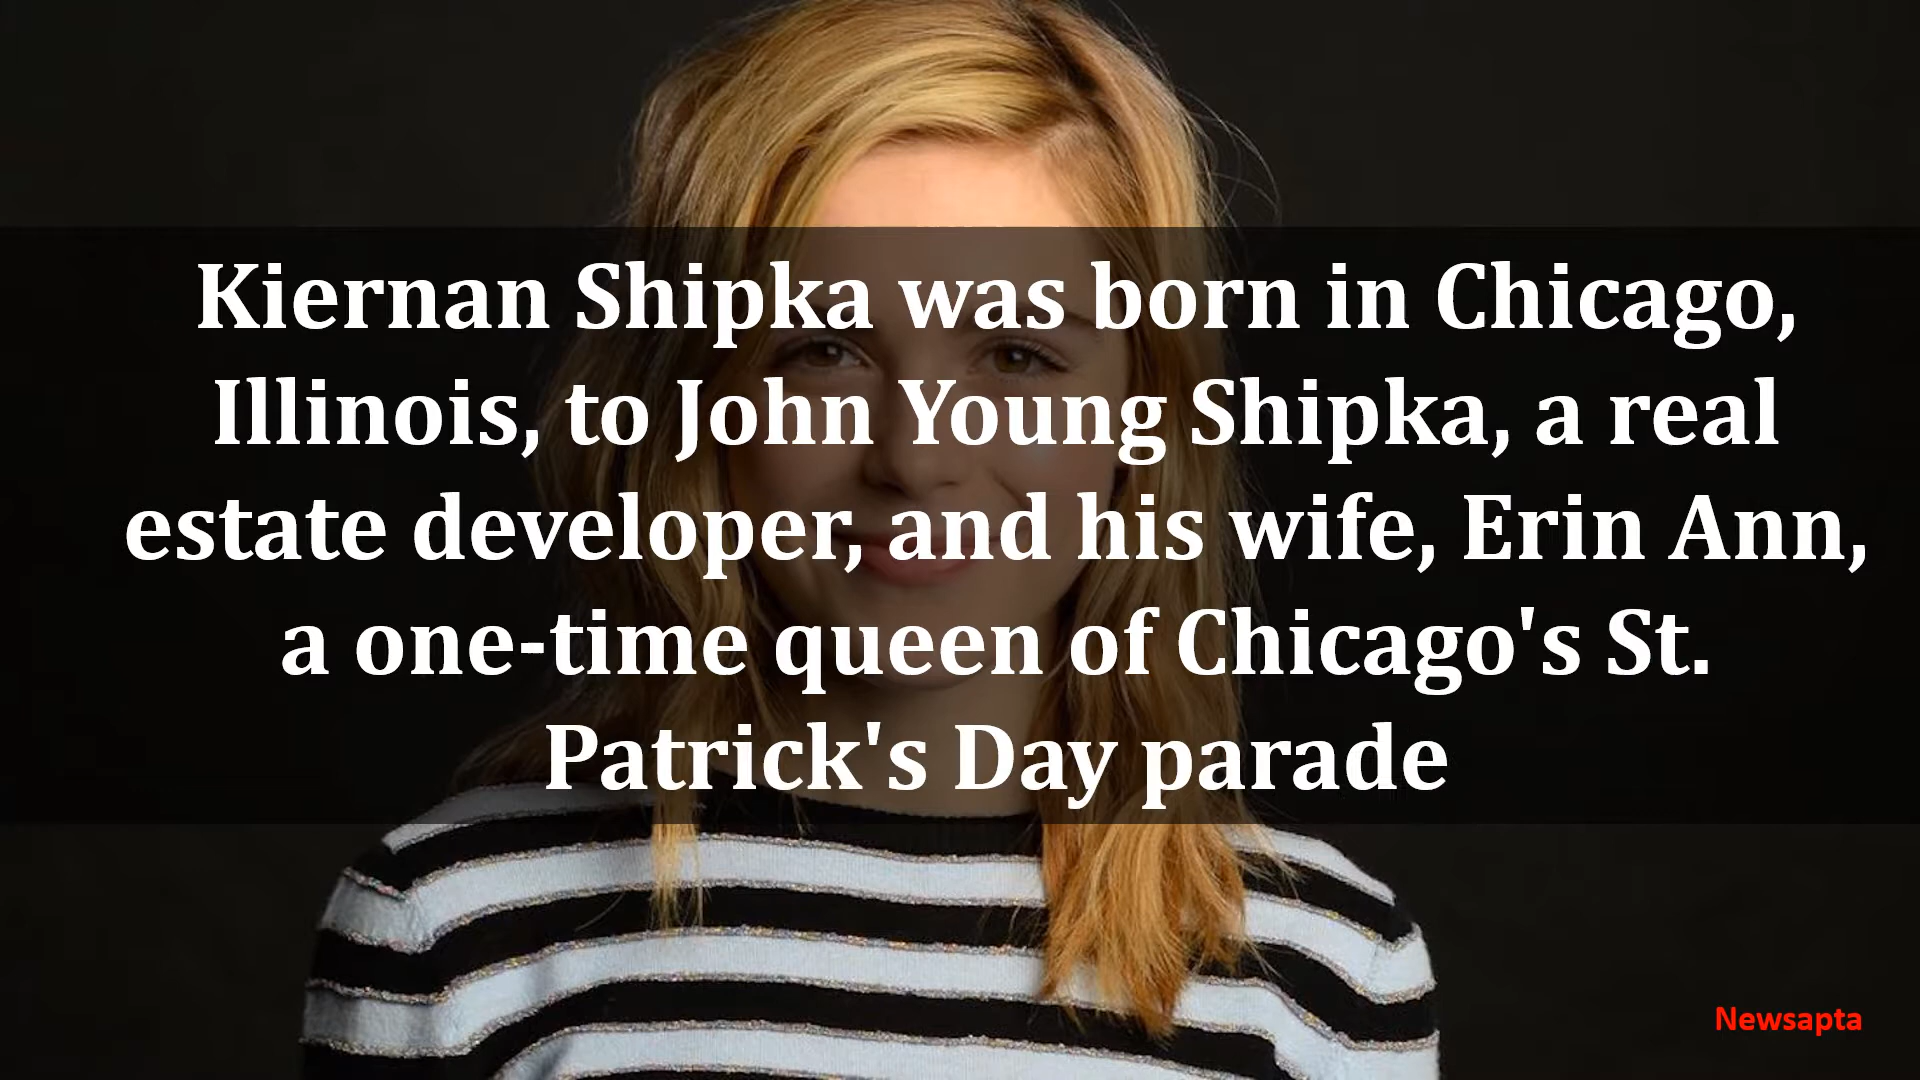 Kiernan Shipka was born in Chicago,
Illinois, to John Young Shipka, a real
estate developer, and his wife, Erin Ann,
a one-time queen of Chicago's St.
Patrick's Day parade
Newsapta